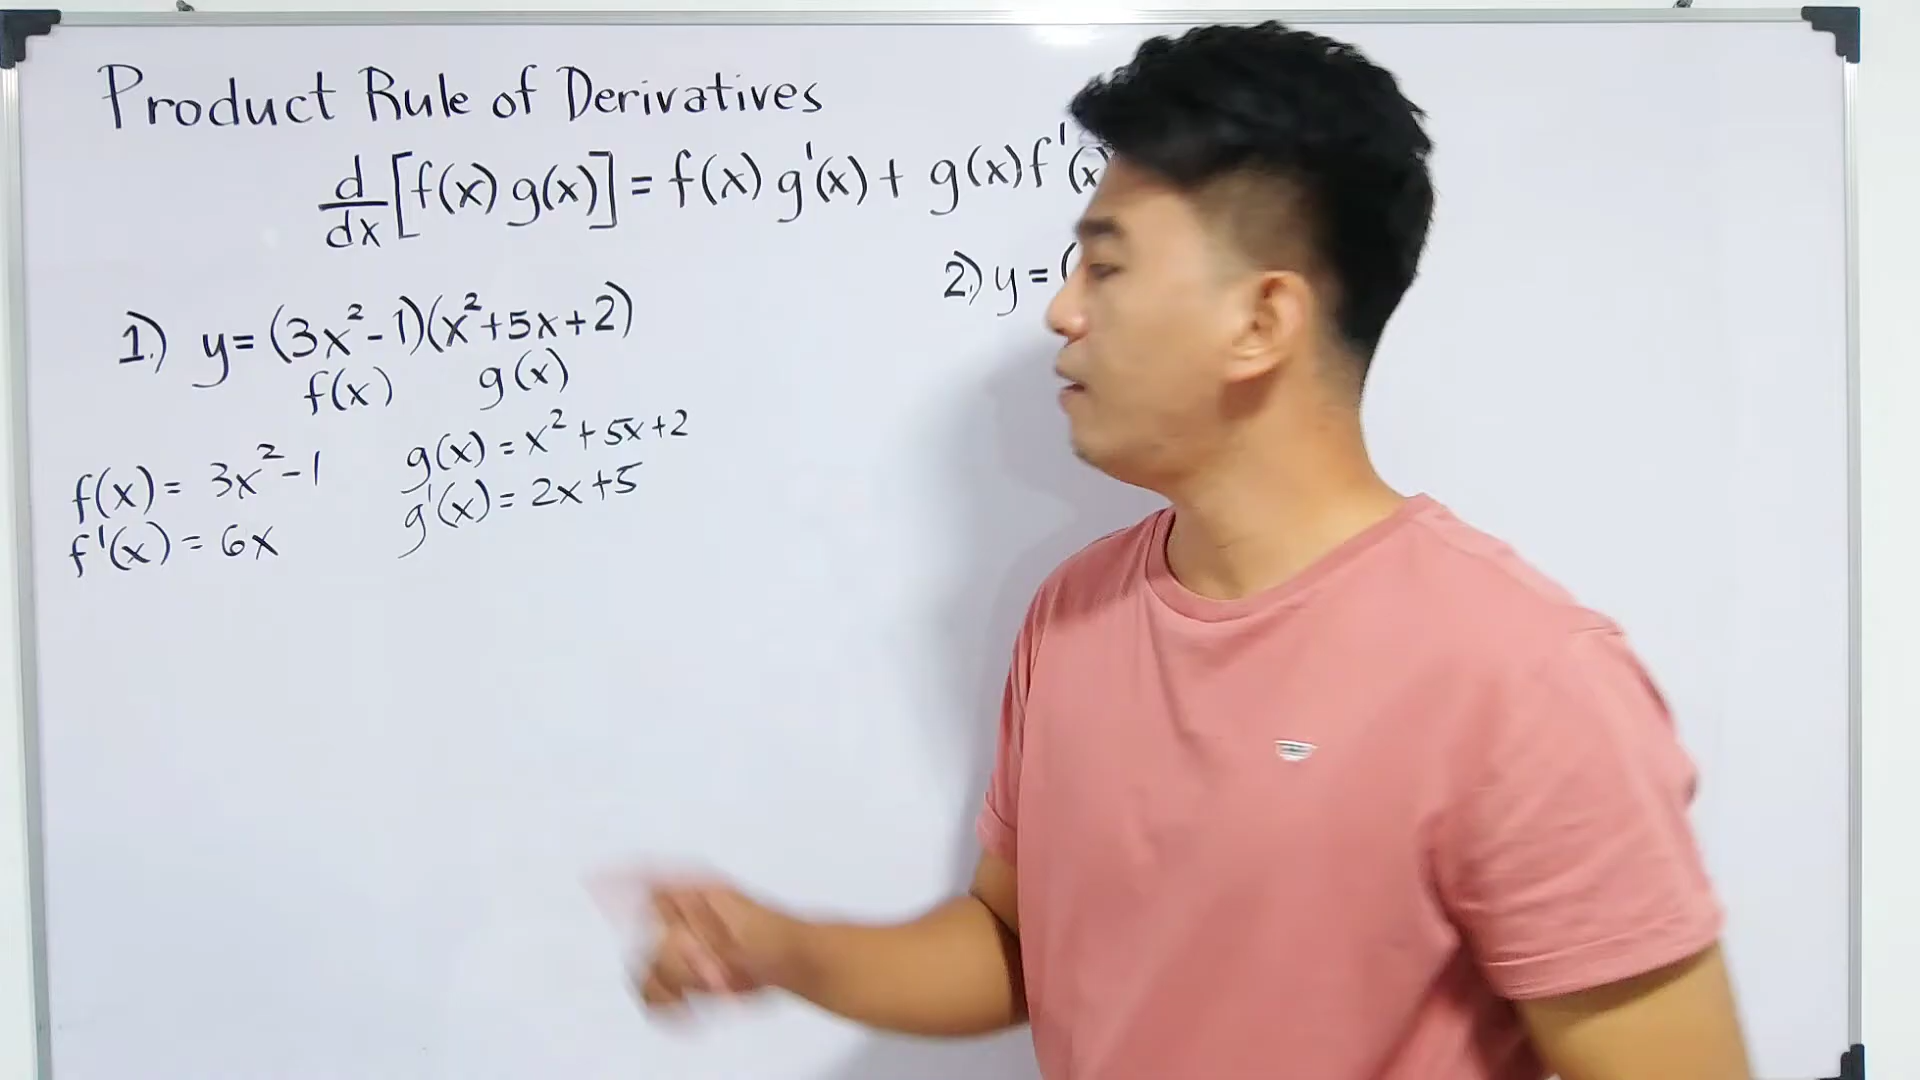 Product Rule of Derivatives
d/dx [f(x) g(x)] = f(x) g'(x) + g(x) f'(x)
1.) y = (3x² - 1)(x² + 5x + 2)
f(x) g(x)
f(x) = 3x² - 1
f'(x) = 6x
g(x) = x² + 5x + 2
g'(x) = 2x + 5
2.) y = (